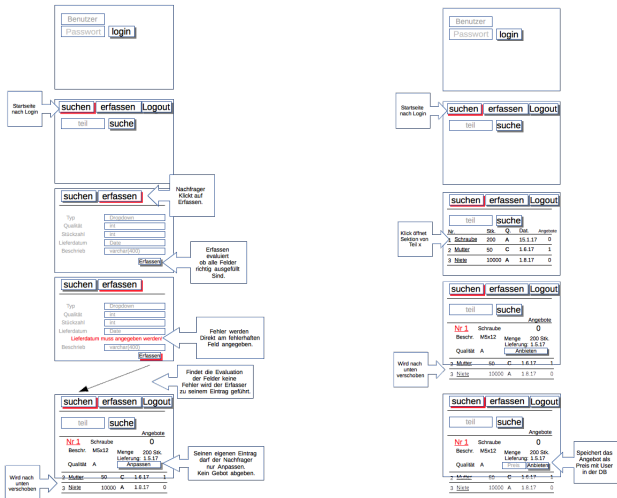 Benutzer
Passwort login
Startseite
nach Login
suchen erfassen Logout
teil suche
suchen erfassen
Nachfrager
Klickt auf
Erfassen.
Typ Dropdown
Qualität Int
Stückzahl Int
Lieferdatum Date
Beschrieb varchar(400)
Erfassen
Erfassen
evaluiert
ob alle Felder
richtig ausgefüllt
Sind.
suchen erfassen
Typ Dropdown
Qualität Int
Stückzahl Int
Lieferdatum Date
Lieferdatum muss angegeben werden!
Beschrieb varchar(400)
Erfassen
Fehler werden
Direkt am fehlerhaften
Feld angegeben.
Findet die Evaluation
der Felder keine
Fehler wird der Erfasser
zu seinem Eintrag geführt.
suchen erfassen Logout
teil suche
Angebote
Nr 1 Schraube 0
Beschr. M5x12 Menge 200 Stk.
Lieferung: 1.5.17
Qualität A Anpassen
Seinen eigenen Eintrag
darf der Nachfrager
nur Anpassen.
Kein Gebot abgeben.
Wird nach
unten
verschoben
2 Mutter 50 C 1.6.17 1
3 Niete 10000 A 1.8.17 0
Benutzer
Passwort login
Startseite
nach Login
suchen erfassen Logout
teil suche
suchen erfassen Logout
teil suche
Klick öffnet
Sektion von
Teil x
Nr. Stk. Q. Dat. Angebote
1 Schraube 200 A 15.1.17 0
2 Mutter 50 C 1.6.17 1
3 Niete 10000 A 1.8.17 0
suchen erfassen Logout
teil suche
Angebote
Nr 1 Schraube 0
Beschr. M5x12 Menge 200 Stk.
Lieferung: 1.5.17
Qualität A Anbieten
Wird nach
unten
verschoben
2 Mutter 50 C 1.6.17 1
3 Niete 10000 A 1.8.17 0
suchen erfassen Logout
teil suche
Angebote
Nr 1 Schraube 0
Beschr. M5x12 Menge 200 Stk.
Lieferung: 1.5.17
Qualität A Preis Anbieten
Speichert das
Angebot als
Preis mit User
in der DB
2 Mutter 50 C 1.6.17 1
3 Niete 10000 A 1.8.17 0